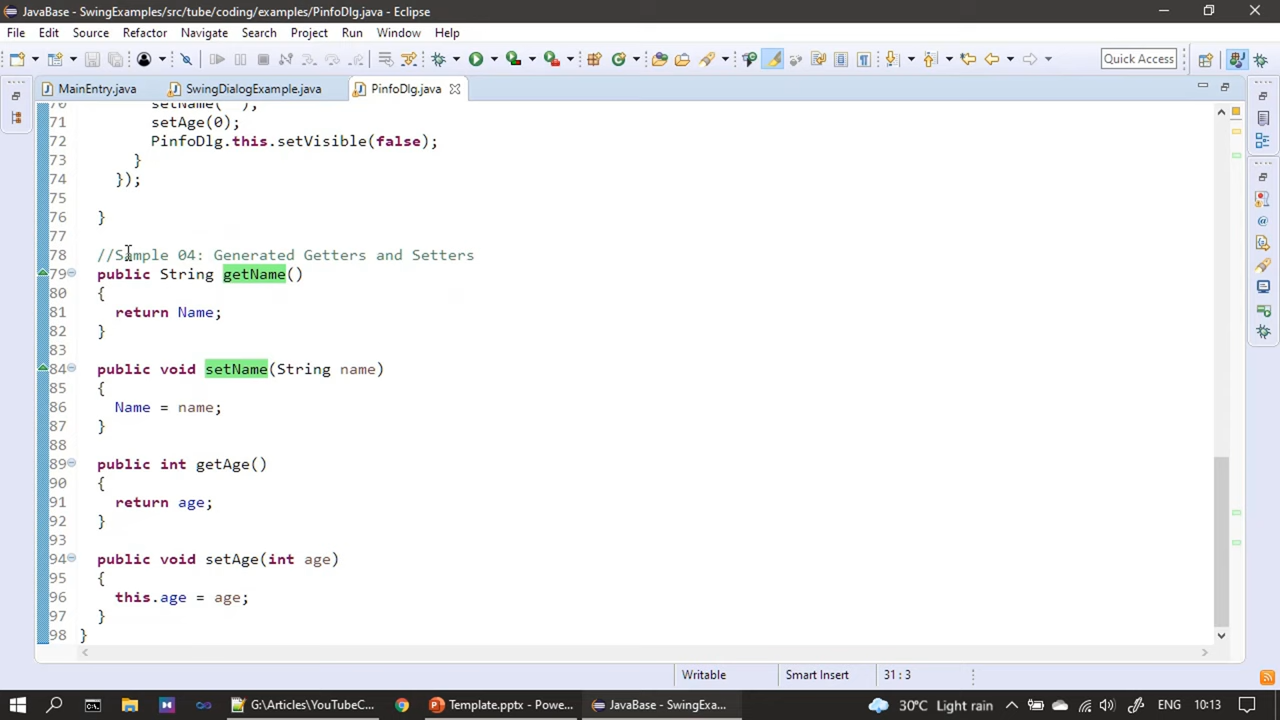 JavaBase - SwingExamples/src/tube/coding/examples/PinfoDlg.java - Eclipse
File Edit Source Refactor Navigate Search Project Run Window Help
Quick Access
MainEntry.java SwingDialogExample.java PinfoDlg.java
70 setName(" ");
71 setAge(0);
72 PinfoDlg.this.setVisible(false);
73 }
74 });
75
76 }
77
78 //Sample 04: Generated Getters and Setters
79 public String getName()
80 {
81 return Name;
82 }
83
84 public void setName(String name)
85 {
86 Name = name;
87 }
88
89 public int getAge()
90 {
91 return age;
92 }
93
94 public void setAge(int age)
95 {
96 this.age = age;
97 }
98 }
Writable Smart Insert 31 : 3
G:\Articles\YouTubeC... Template.pptx - Powe... JavaBase - SwingExa... 30°C Light rain 10:13